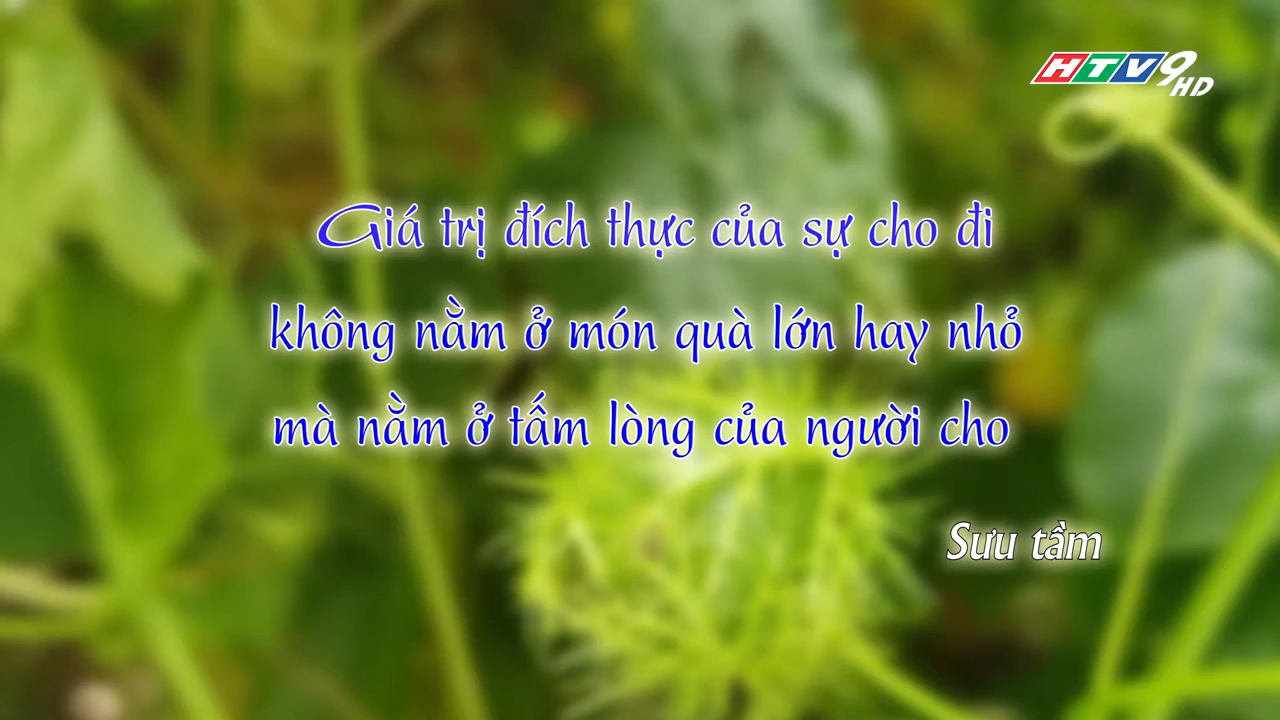 HTV9 HD
Giá trị đích thực của sự cho đi
không nằm ở món quà lớn hay nhỏ
mà nằm ở tấm lòng của người cho
Sưu tầm